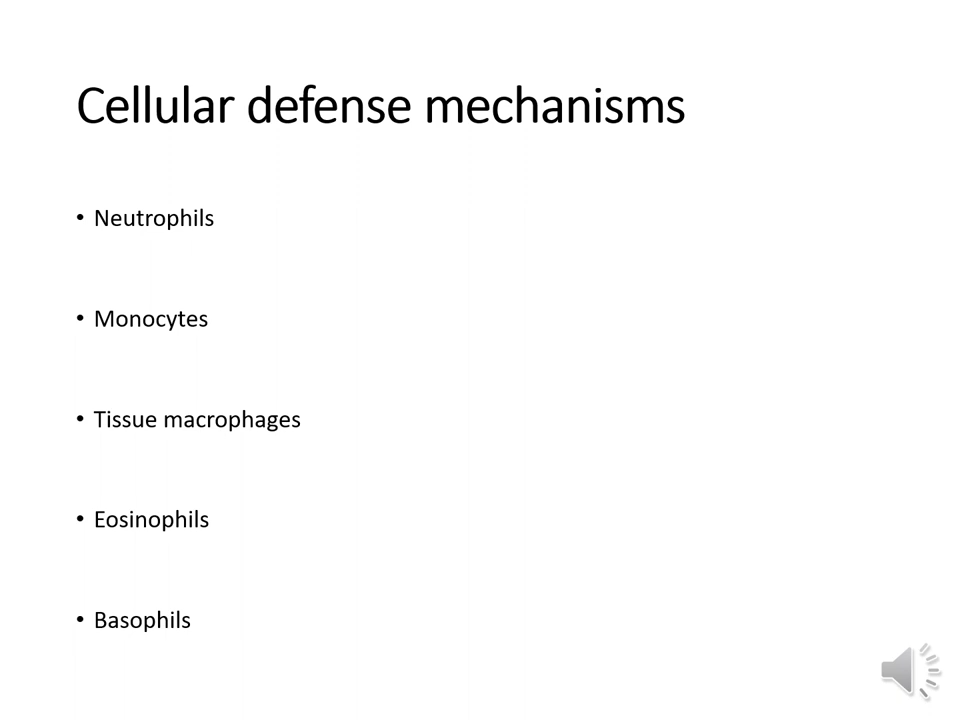 Cellular defense mechanisms
• Neutrophils
• Monocytes
• Tissue macrophages
• Eosinophils
• Basophils